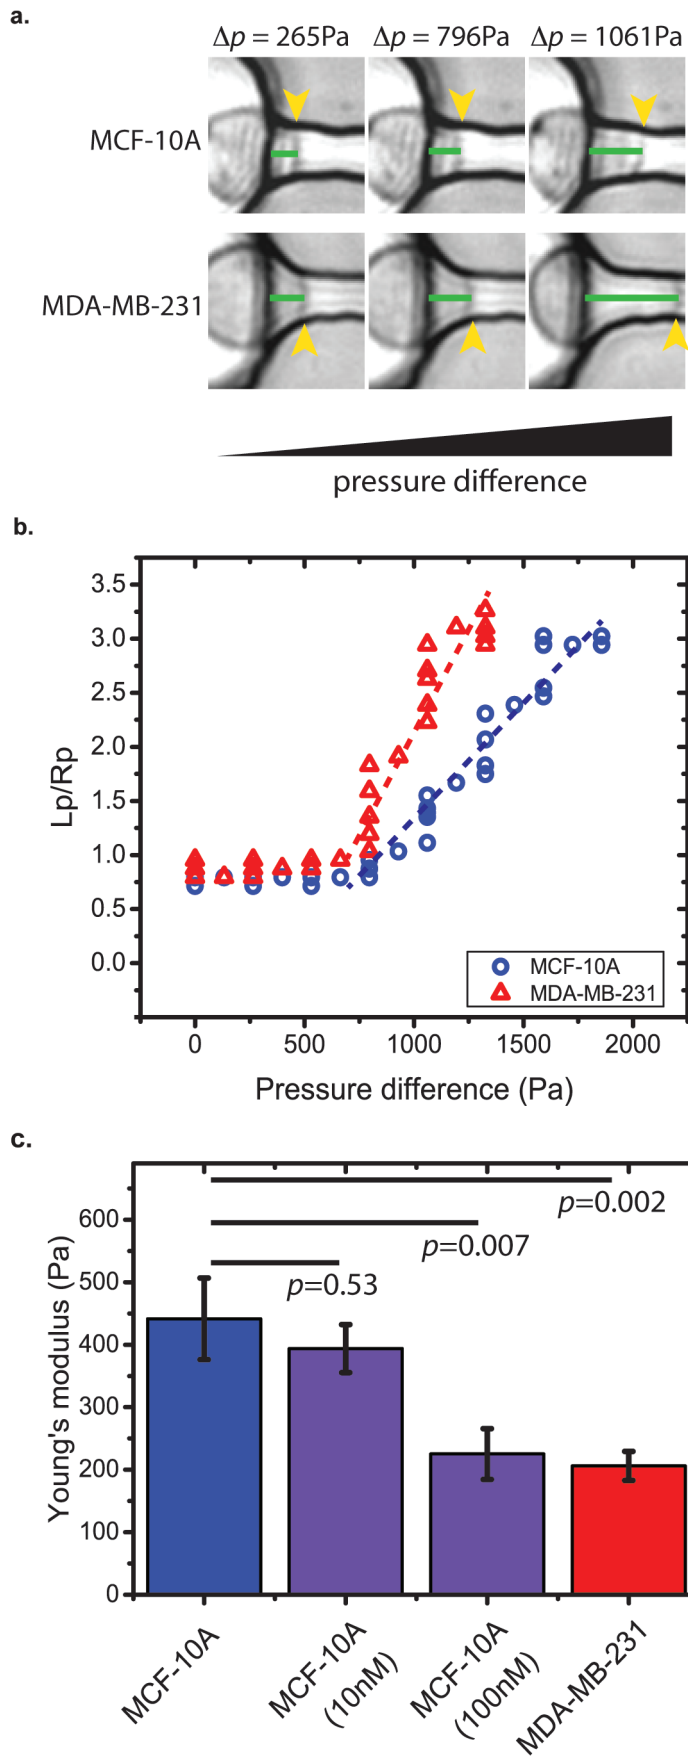 a.
Δp = 265Pa Δp = 796Pa Δp = 1061Pa
MCF-10A
MDA-MB-231
pressure difference
b.
3.5
3.0
2.5
2.0
1.5
1.0
0.5
0.0
Lp/Rp
MCF-10A
MDA-MB-231
0 500 1000 1500 2000
Pressure difference (Pa)
c.
600
500
400
300
200
100
0
Young's modulus (Pa)
p=0.002
p=0.007
p=0.53
MCF-10A
MCF-10A
(10nM)
MCF-10A
(100nM)
MDA-MB-231